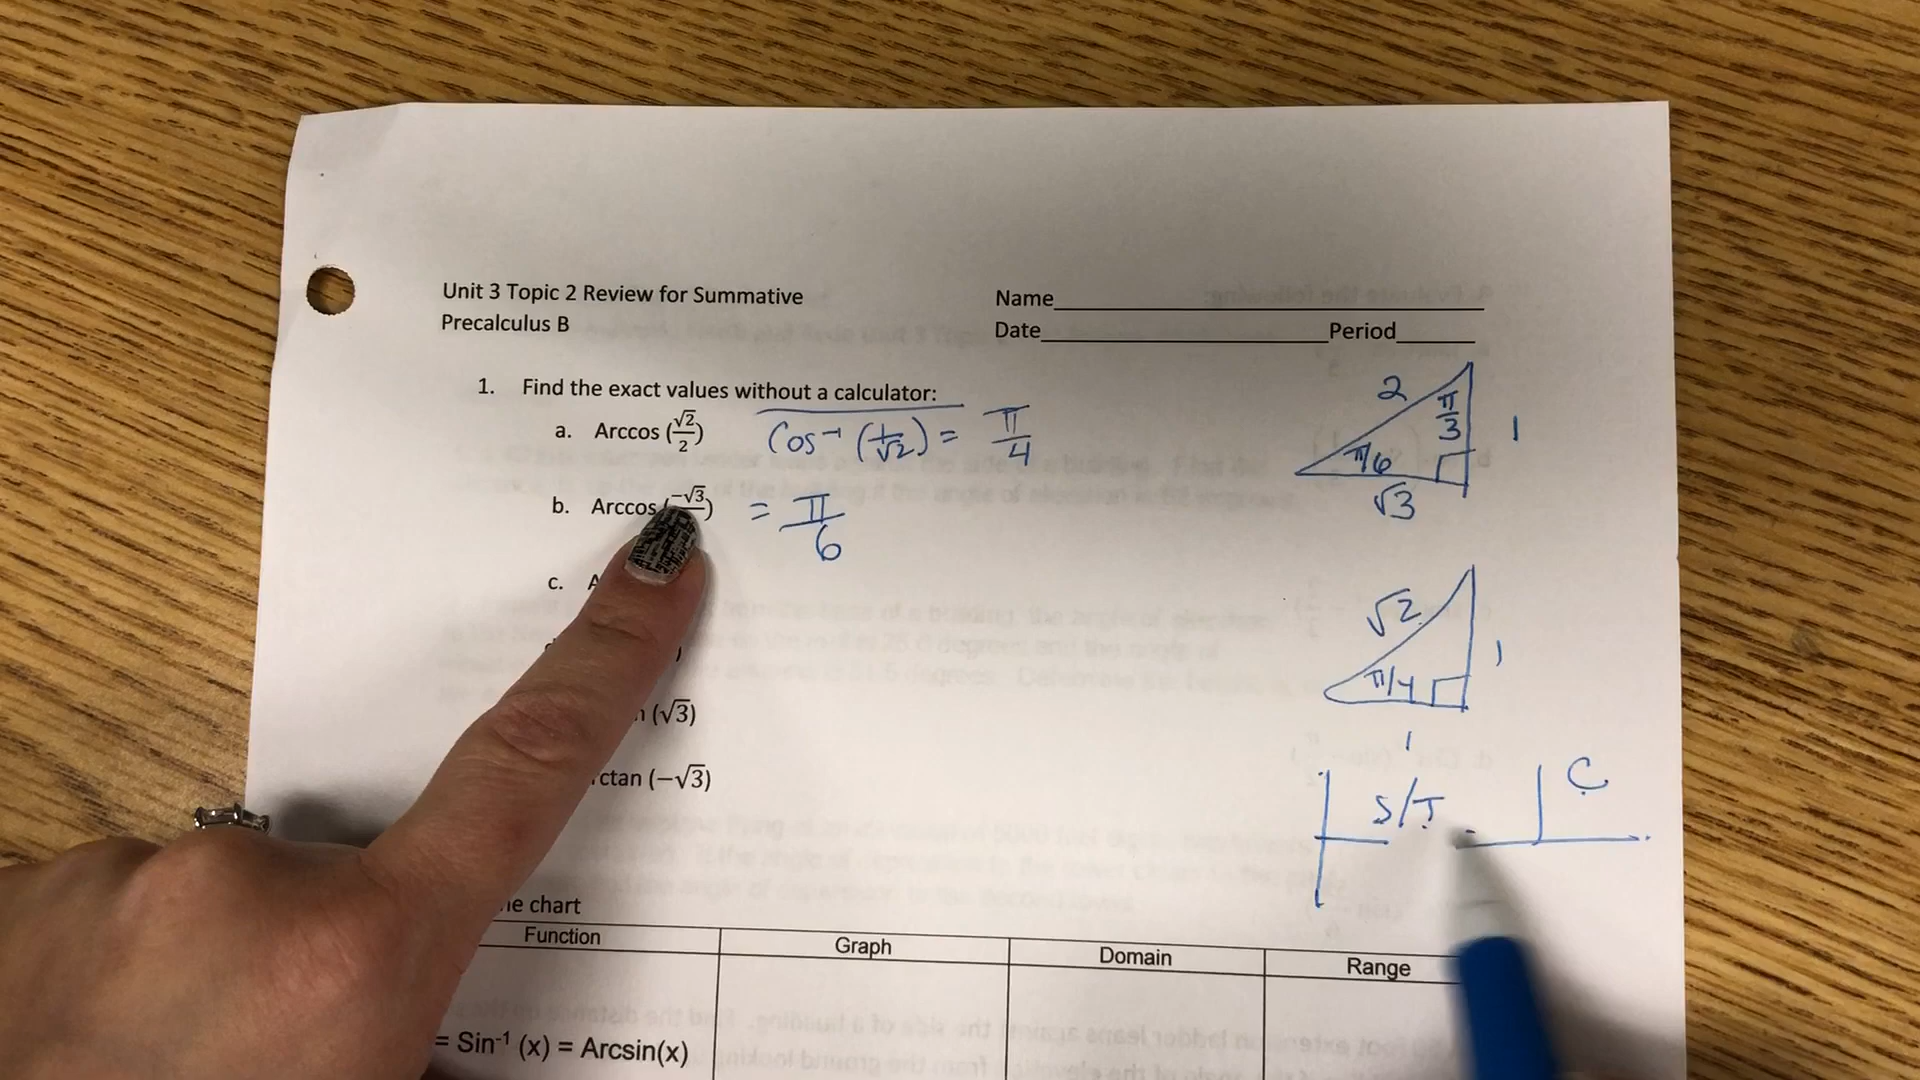 Unit 3 Topic 2 Review for Summative
Name
Precalculus B
Date Period
1. Find the exact values without a calculator:
a. Arccos (√2/2) Cos⁻¹ (1/√2) = π/4
b. Arccos (−√3 ) = π/6
c. A
(√3)
ctan (−√3)
2
π/3
1
π/6
√3
√2
1
π/4
1
S/T
C
chart
Function Graph Domain Range
= Sin⁻¹ (x) = Arcsin(x)